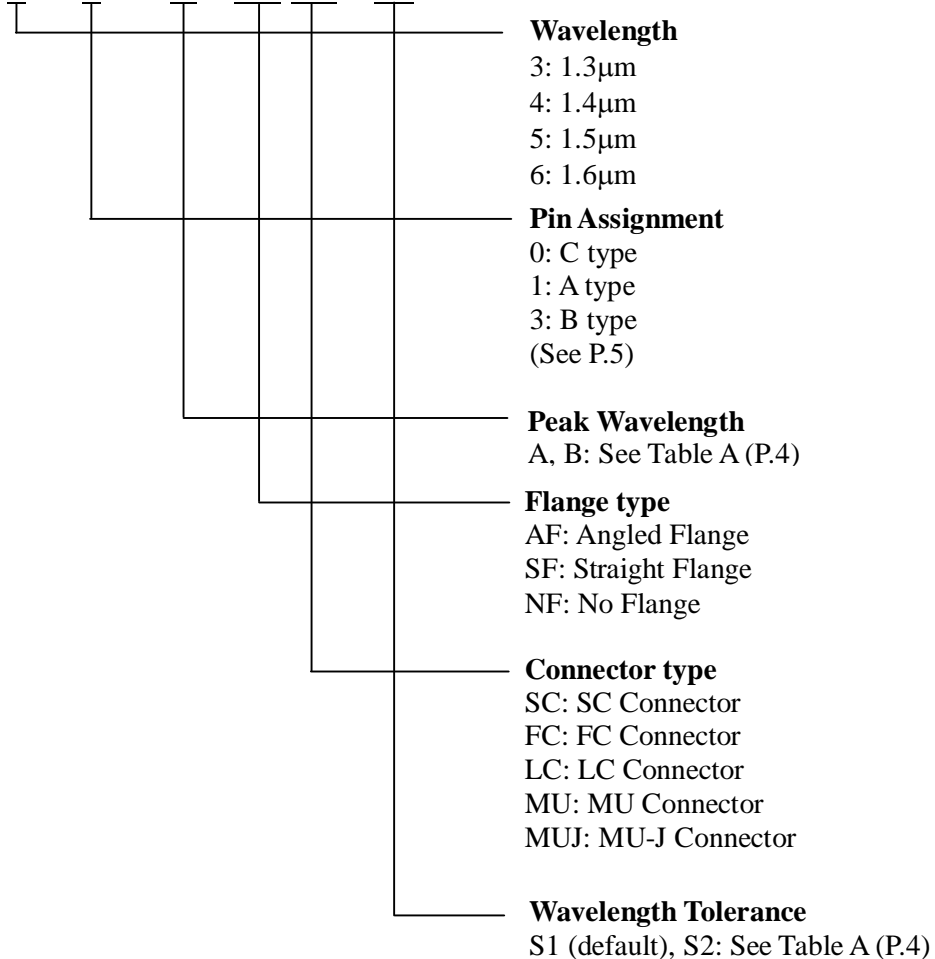 Wavelength
3: 1.3μm
4: 1.4μm
5: 1.5μm
6: 1.6μm
Pin Assignment
0: C type
1: A type
3: B type
(See P.5)
Peak Wavelength
A, B: See Table A (P.4)
Flange type
AF: Angled Flange
SF: Straight Flange
NF: No Flange
Connector type
SC: SC Connector
FC: FC Connector
LC: LC Connector
MU: MU Connector
MUJ: MU-J Connector
Wavelength Tolerance
S1 (default), S2: See Table A (P.4)